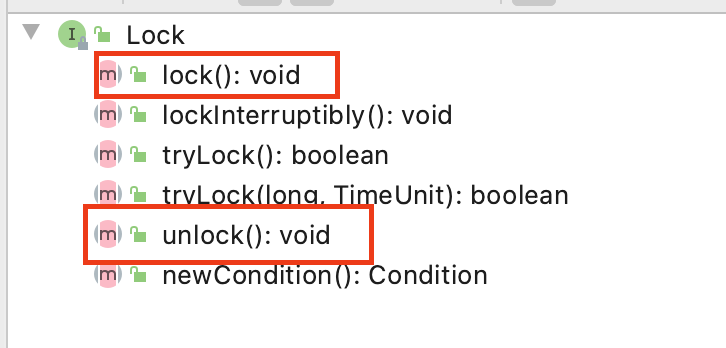 I Lock
m lock(): void
m lockInterruptibly(): void
m tryLock(): boolean
m tryLock(long, TimeUnit): boolean
m unlock(): void
m newCondition(): Condition